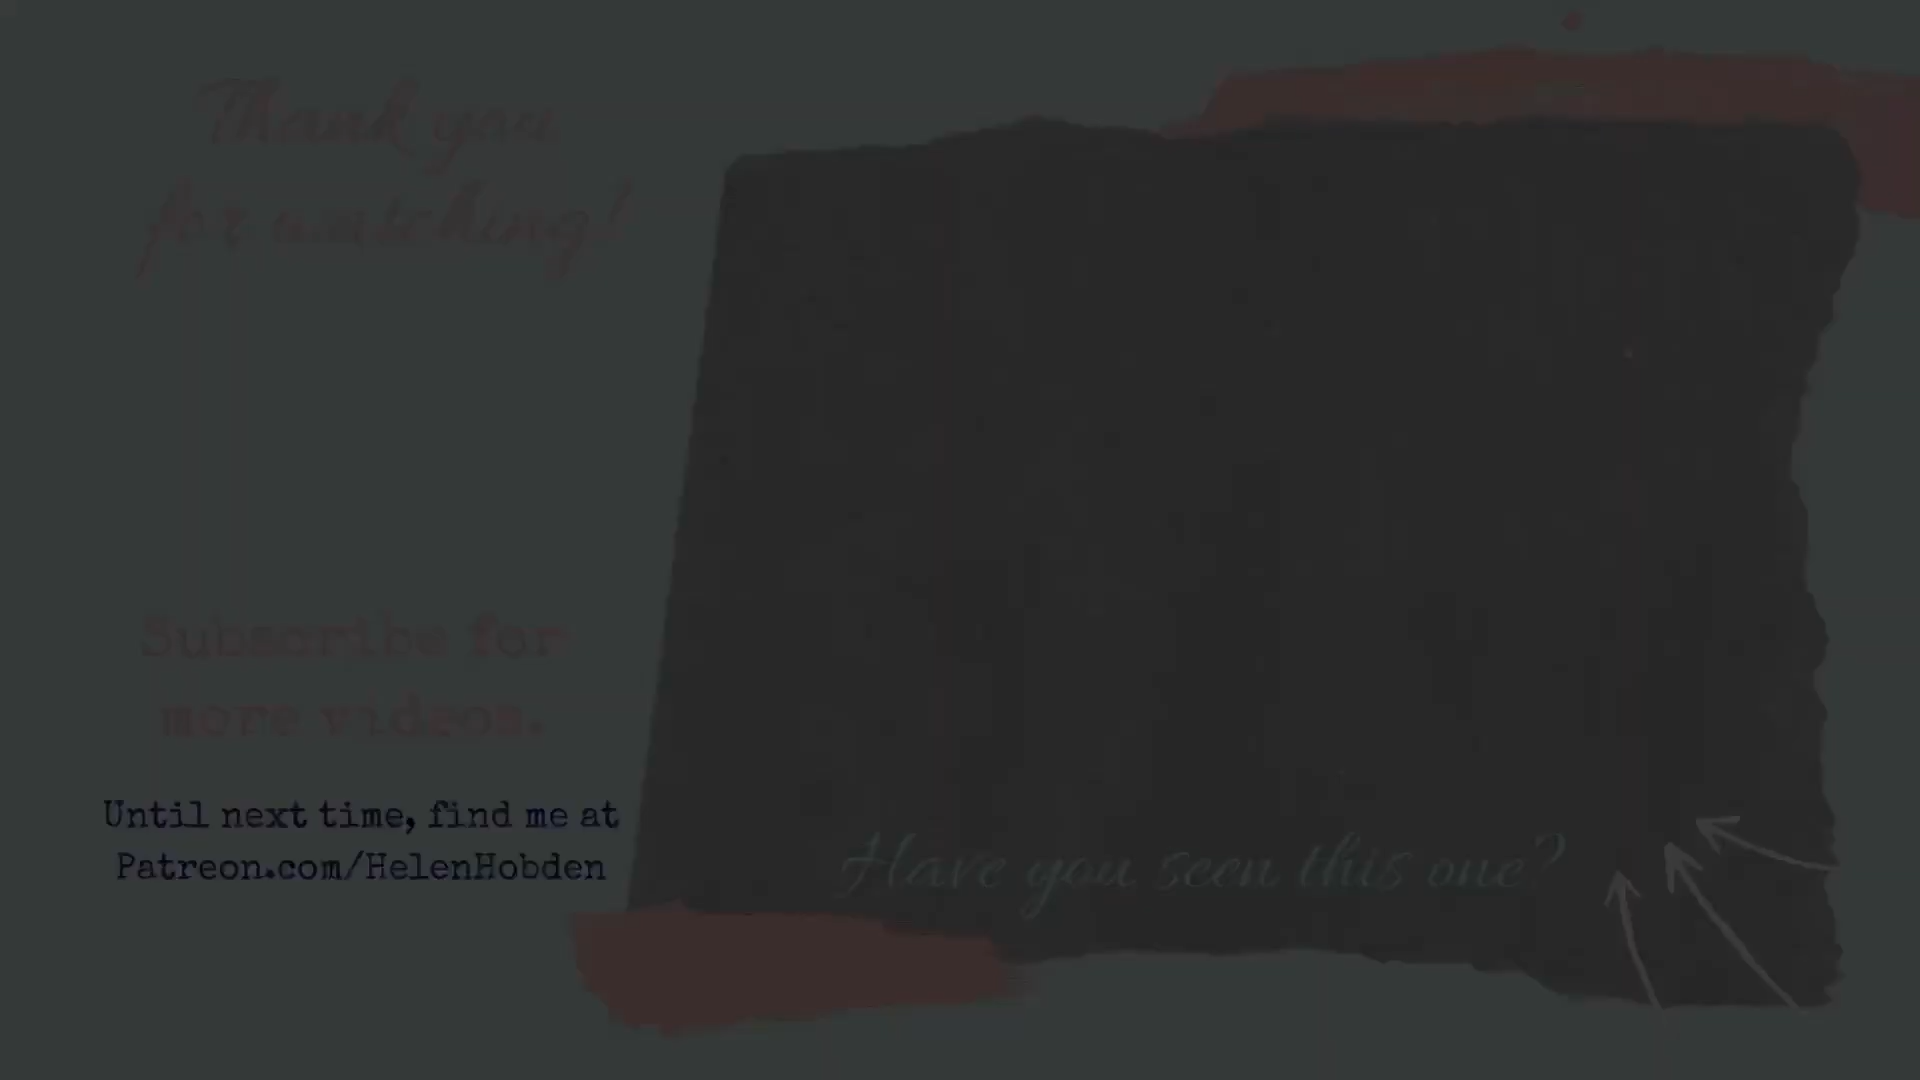 Thank you
for watching!
Subscribe for
more videos.
Until next time, find me at
Patreon.com/HelenHobden
Have you seen this one?